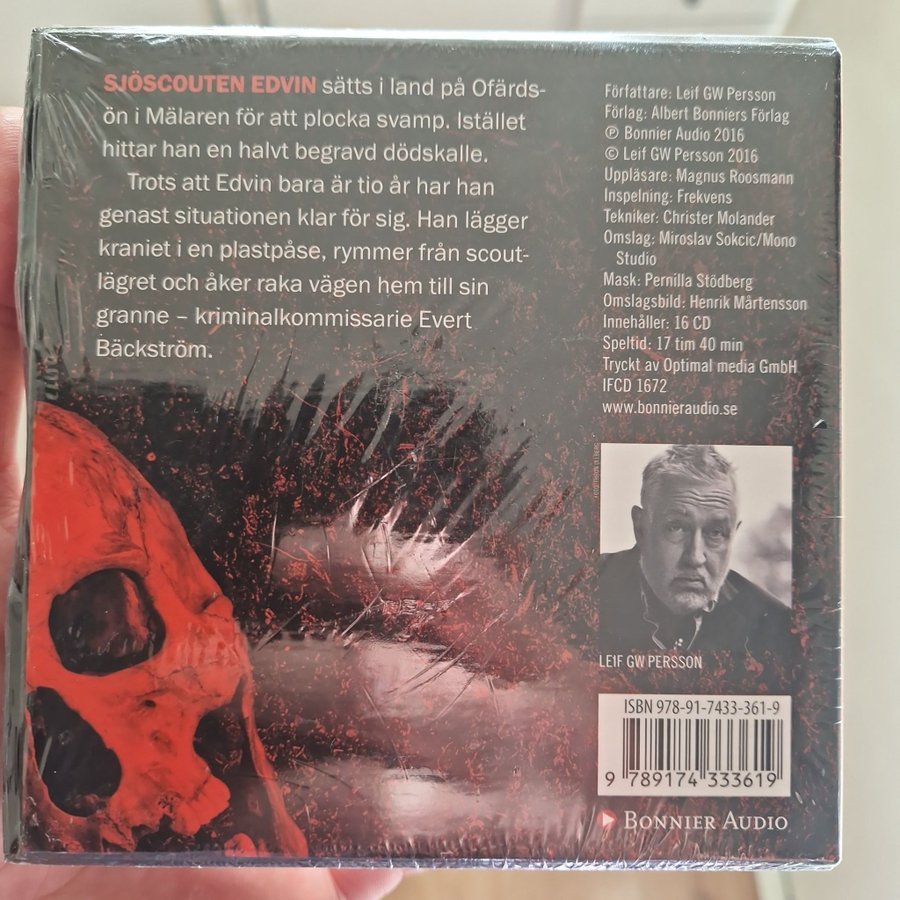 SJÖSCOUTEN EDVIN sätts i land på Ofärds-
ön i Mälaren för att plocka svamp. Istället
hittar han en halvt begravd dödskalle.
Trots att Edvin bara är tio år har han
genast situationen klar för sig. Han lägger
kraniet i en plastpåse, rymmer från scout-
lägret och åker raka vägen hem till sin
granne – kriminalkommissarie Evert
Bäckström.
Författare: Leif GW Persson
Förlag: Albert Bonniers Förlag
℗ Bonnier Audio 2016
© Leif GW Persson 2016
Uppläsare: Magnus Roosmann
Inspelning: Frekvens
Tekniker: Christer Molander
Omslag: Miroslav Sokcic/Mono
Studio
Mask: Pernilla Stödberg
Omslagsbild: Henrik Mårtensson
Innehåller: 16 CD
Speltid: 17 tim 40 min
Tryckt av Optimal media GmbH
IFCD 1672
www.bonnieraudio.se
LEIF GW PERSSON
ISBN 978-91-7433-361-9
9 789174 333619
BONNIER AUDIO